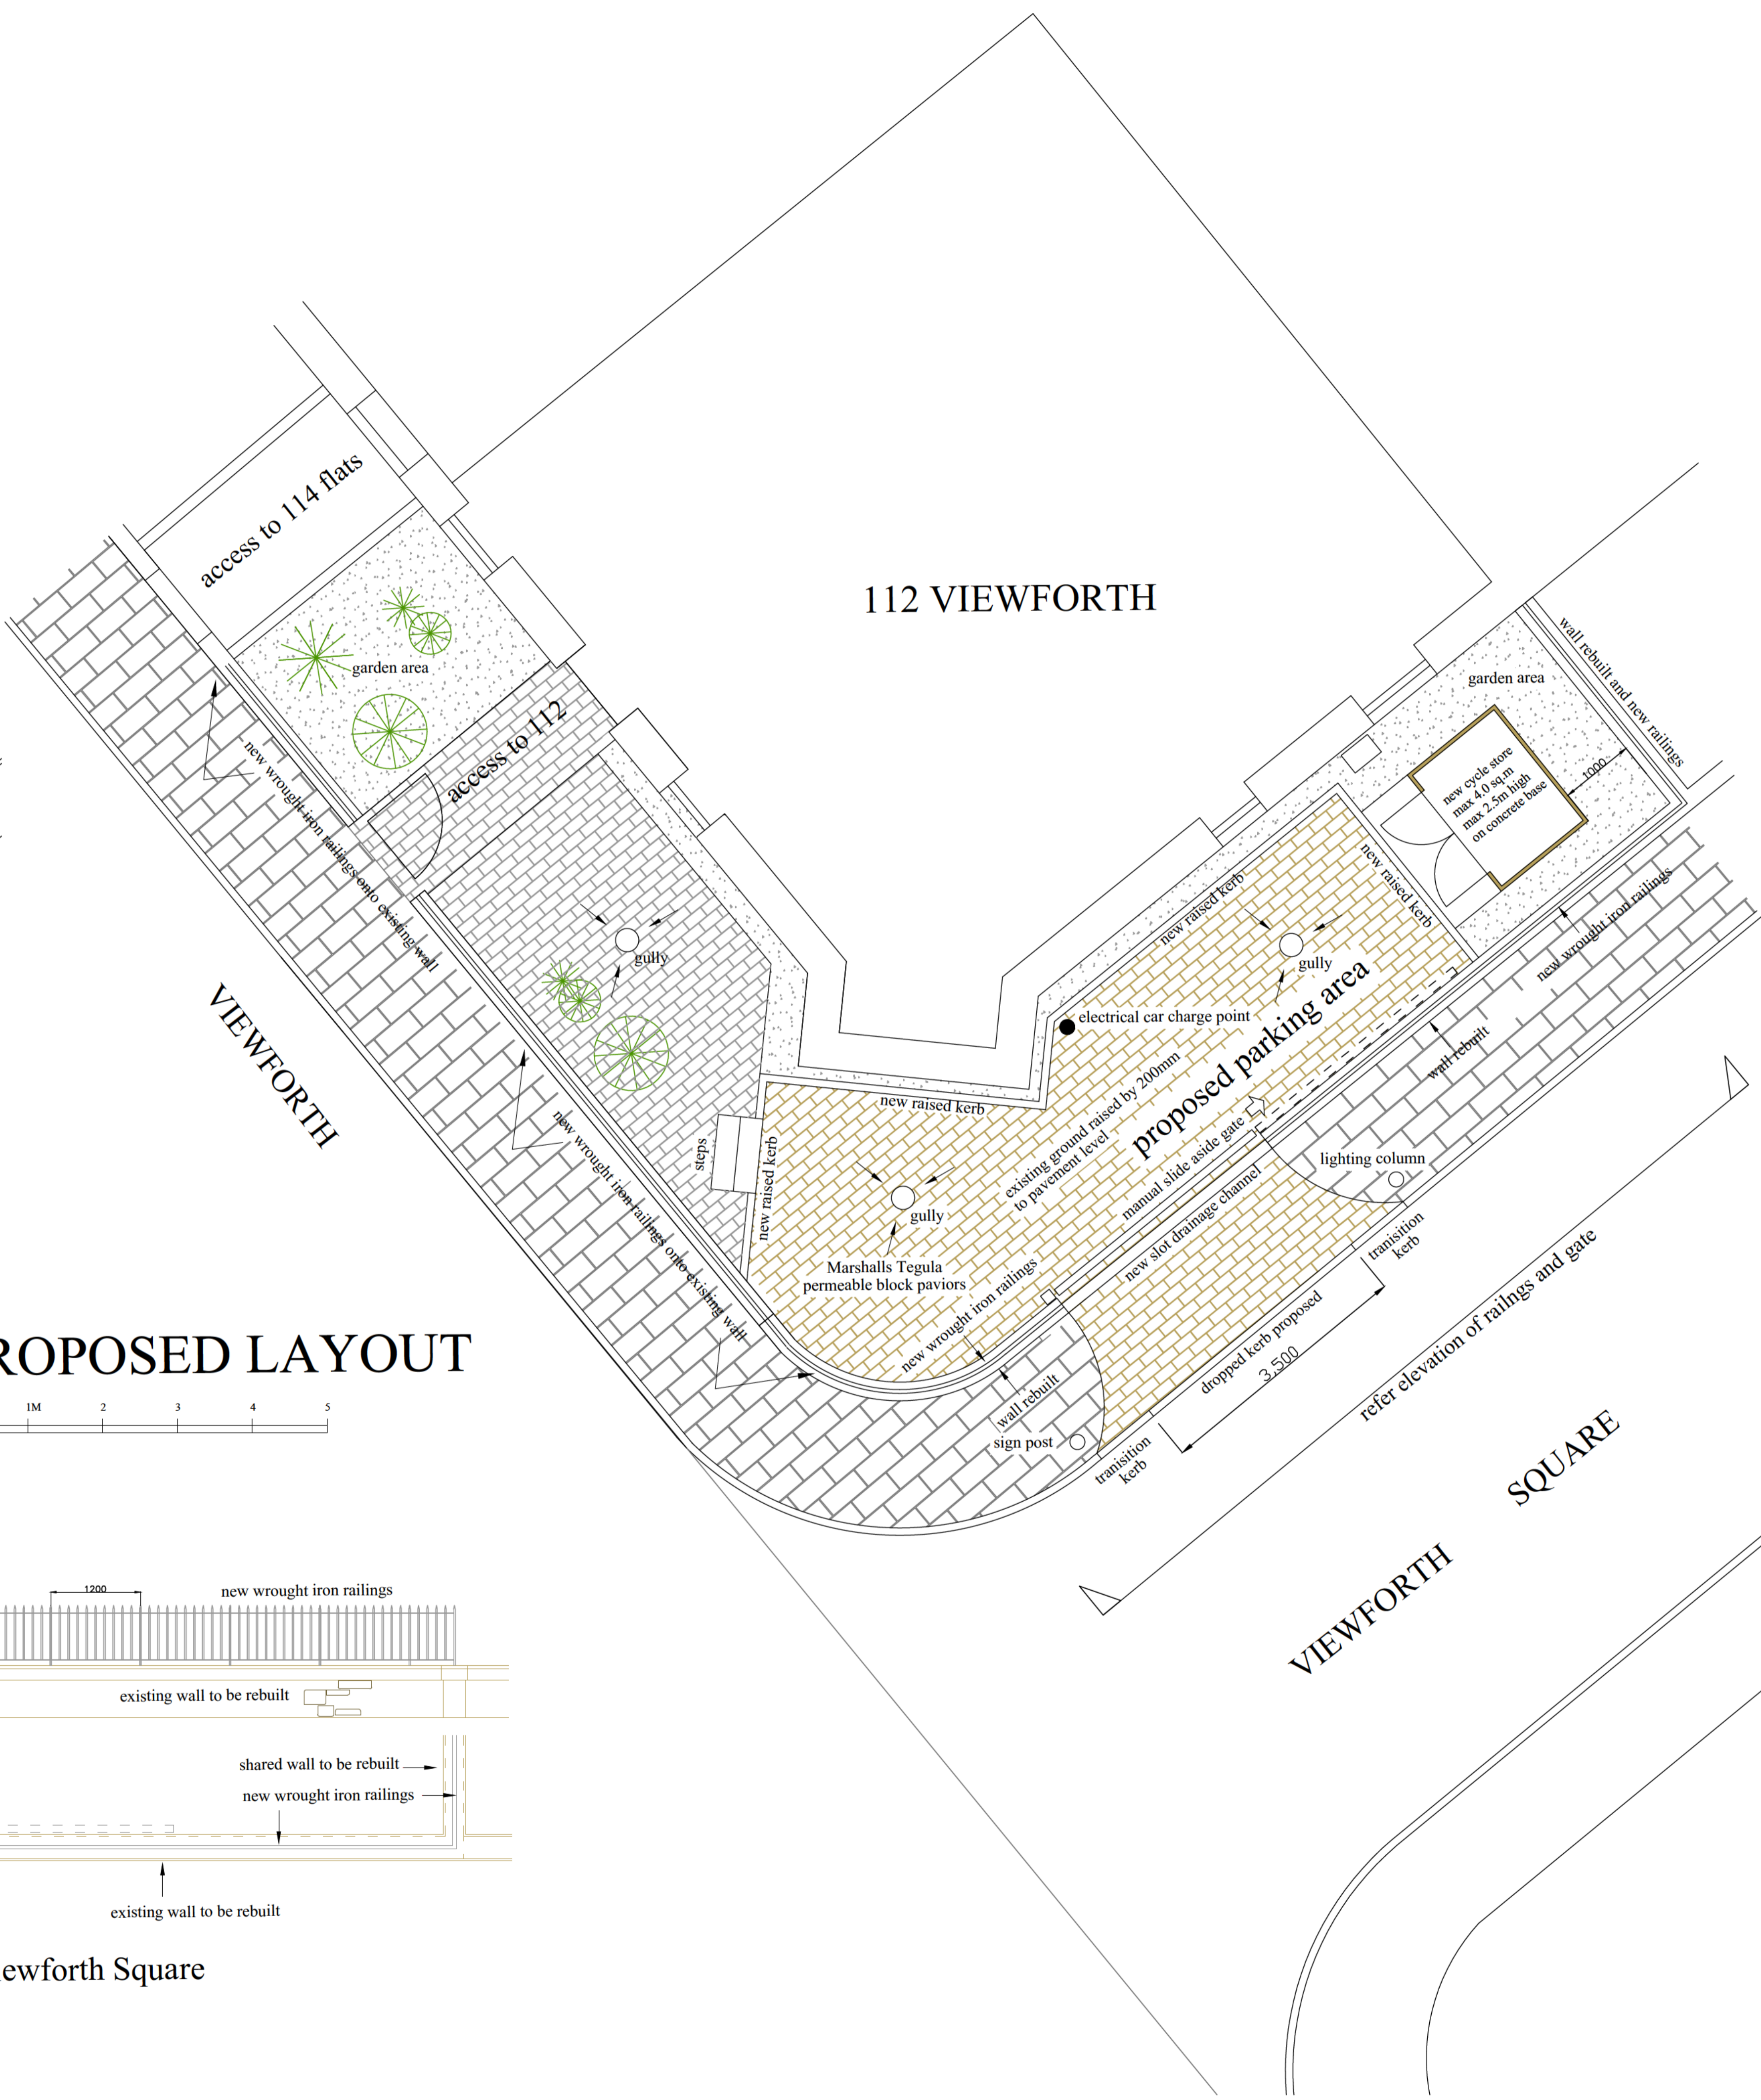 access to 114 flats
garden area
access to 112
112 VIEWFORTH
garden area
wall rebuilt and new railings
new cycle store
max 4.0 sq.m
max 2.5m high
on concrete base
1000
new wrought iron railings onto existing wall
new raised kerb
new raised kerb
new wrought iron railings
gully
gully
VIEWFORTH
electrical car charge point
proposed parking area
wall rebuilt
new raised kerb
existing ground raised by 200mm
to pavement level
steps
new raised kerb
manual slide aside gate
lighting column
new wrought iron railings onto existing wall
gully
new slot drainage channel
tranisition
kerb
Marshalls Tegula
permeable block paviors
new wrought iron railings
dropped kerb proposed
3,500
refer elevation of railngs and gate
wall rebuilt
sign post
tranisition
kerb
SQUARE
VIEWFORTH
ROPOSED LAYOUT
1M 2 3 4 5
1200
new wrought iron railings
existing wall to be rebuilt
shared wall to be rebuilt
new wrought iron railings
existing wall to be rebuilt
ewforth Square